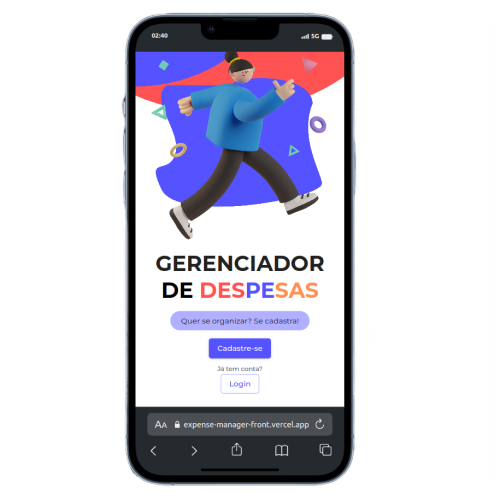 02:40
5G
GERENCIADOR
DE DESPESAS
Quer se organizar? Se cadastra!
Cadastre-se
Já tem conta?
Login
AA expense-manager-front.vercel.app